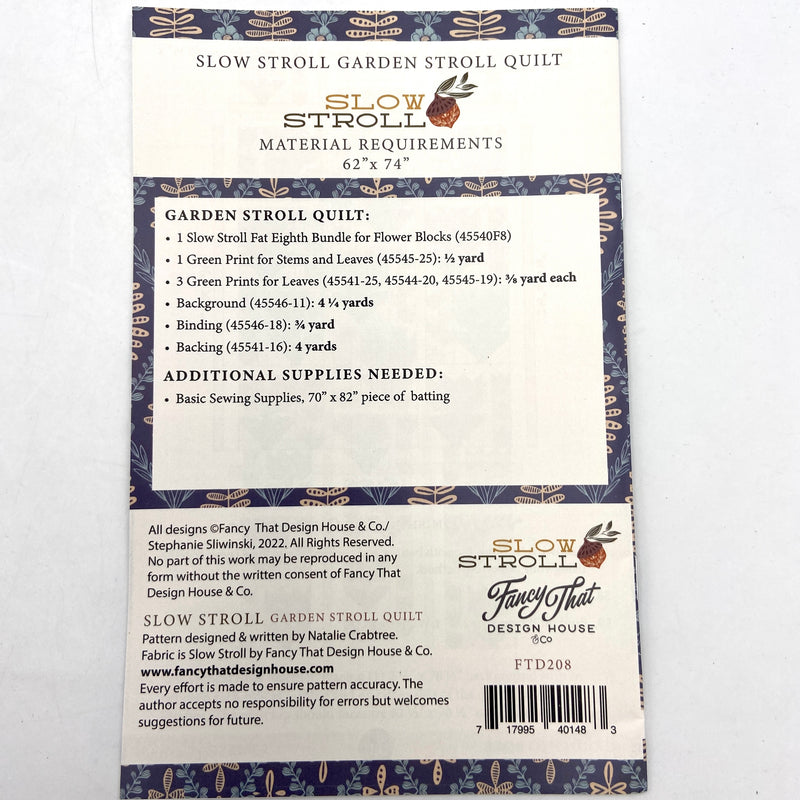 SLOW STROLL GARDEN STROLL QUILT
SLOW
STROLL
MATERIAL REQUIREMENTS
62”x 74”
GARDEN STROLL QUILT:
• 1 Slow Stroll Fat Eighth Bundle for Flower Blocks (45540F8)
• 1 Green Print for Stems and Leaves (45545-25): ½ yard
• 3 Green Prints for Leaves (45541-25, 45544-20, 45545-19): ⅜ yard each
• Background (45546-11): 4 ¼ yards
• Binding (45546-18): ¾ yard
• Backing (45541-16): 4 yards
ADDITIONAL SUPPLIES NEEDED:
• Basic Sewing Supplies, 70” x 82” piece of batting
All designs ©Fancy That Design House & Co./
Stephanie Sliwinski, 2022. All Rights Reserved.
No part of this work may be reproduced in any
form without the written consent of Fancy That
Design House & Co.
SLOW STROLL GARDEN STROLL QUILT
Pattern designed & written by Natalie Crabtree.
Fabric is Slow Stroll by Fancy That Design House & Co.
www.fancythatdesignhouse.com
Every effort is made to ensure pattern accuracy. The
author accepts no responsibility for errors but welcomes
suggestions for future.
SLOW
STROLL
Fancy That
DESIGN HOUSE
& CO
FTD208
7 17995 40148 3